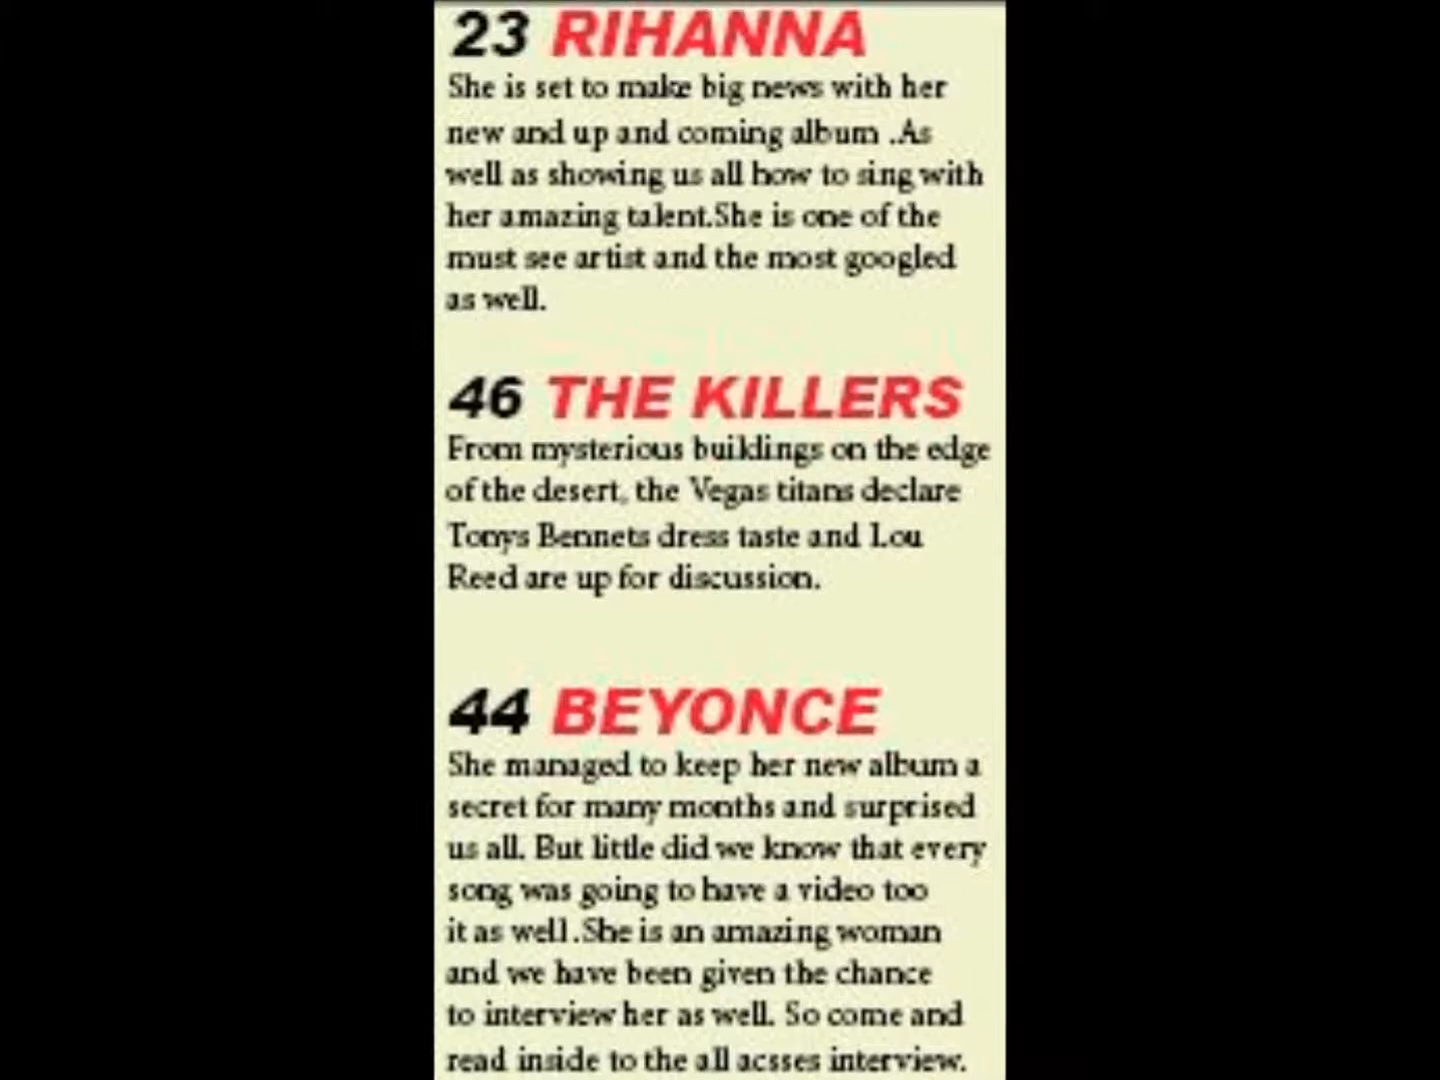 23 RIHANNA
She is set to make big news with her
new and up and coming album .As
well as showing us all how to sing with
her amazing talent.She is one of the
must see artist and the most googled
as well.
46 THE KILLERS
From mysterious buildings on the edge
of the desert, the Vegas titans declare
Tonys Bennets dress taste and Lou
Reed are up for discussion.
44 BEYONCE
She managed to keep her new album a
secret for many months and surprised
us all. But little did we know that every
song was going to have a video too
it as well.She is an amazing woman
and we have been given the chance
to interview her as well. So come and
read inside to the all acsses interview.